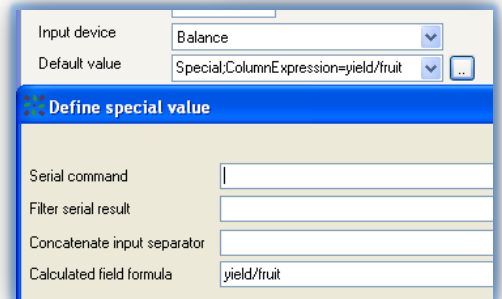 Input device Balance
Default value Special;ColumnExpression=yield/fruit ..
Define special value
Serial command
Filter serial result
Concatenate input separator
Calculated field formula yield/fruit